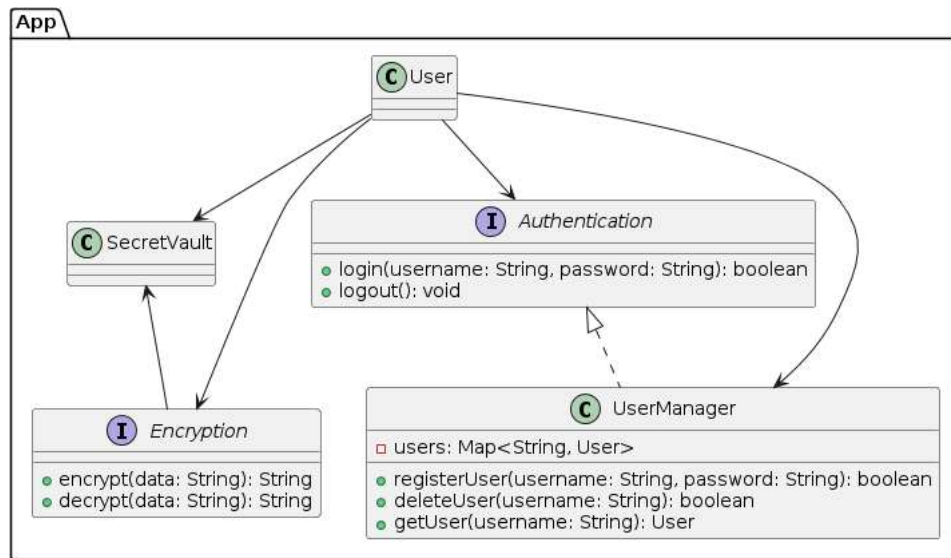 App
C User
C SecretVault
I Authentication
login(username: String, password: String): boolean
logout(): void
I Encryption
encrypt(data: String): String
decrypt(data: String): String
C UserManager
users: Map<String, User>
registerUser(username: String, password: String): boolean
deleteUser(username: String): boolean
getUser(username: String): User